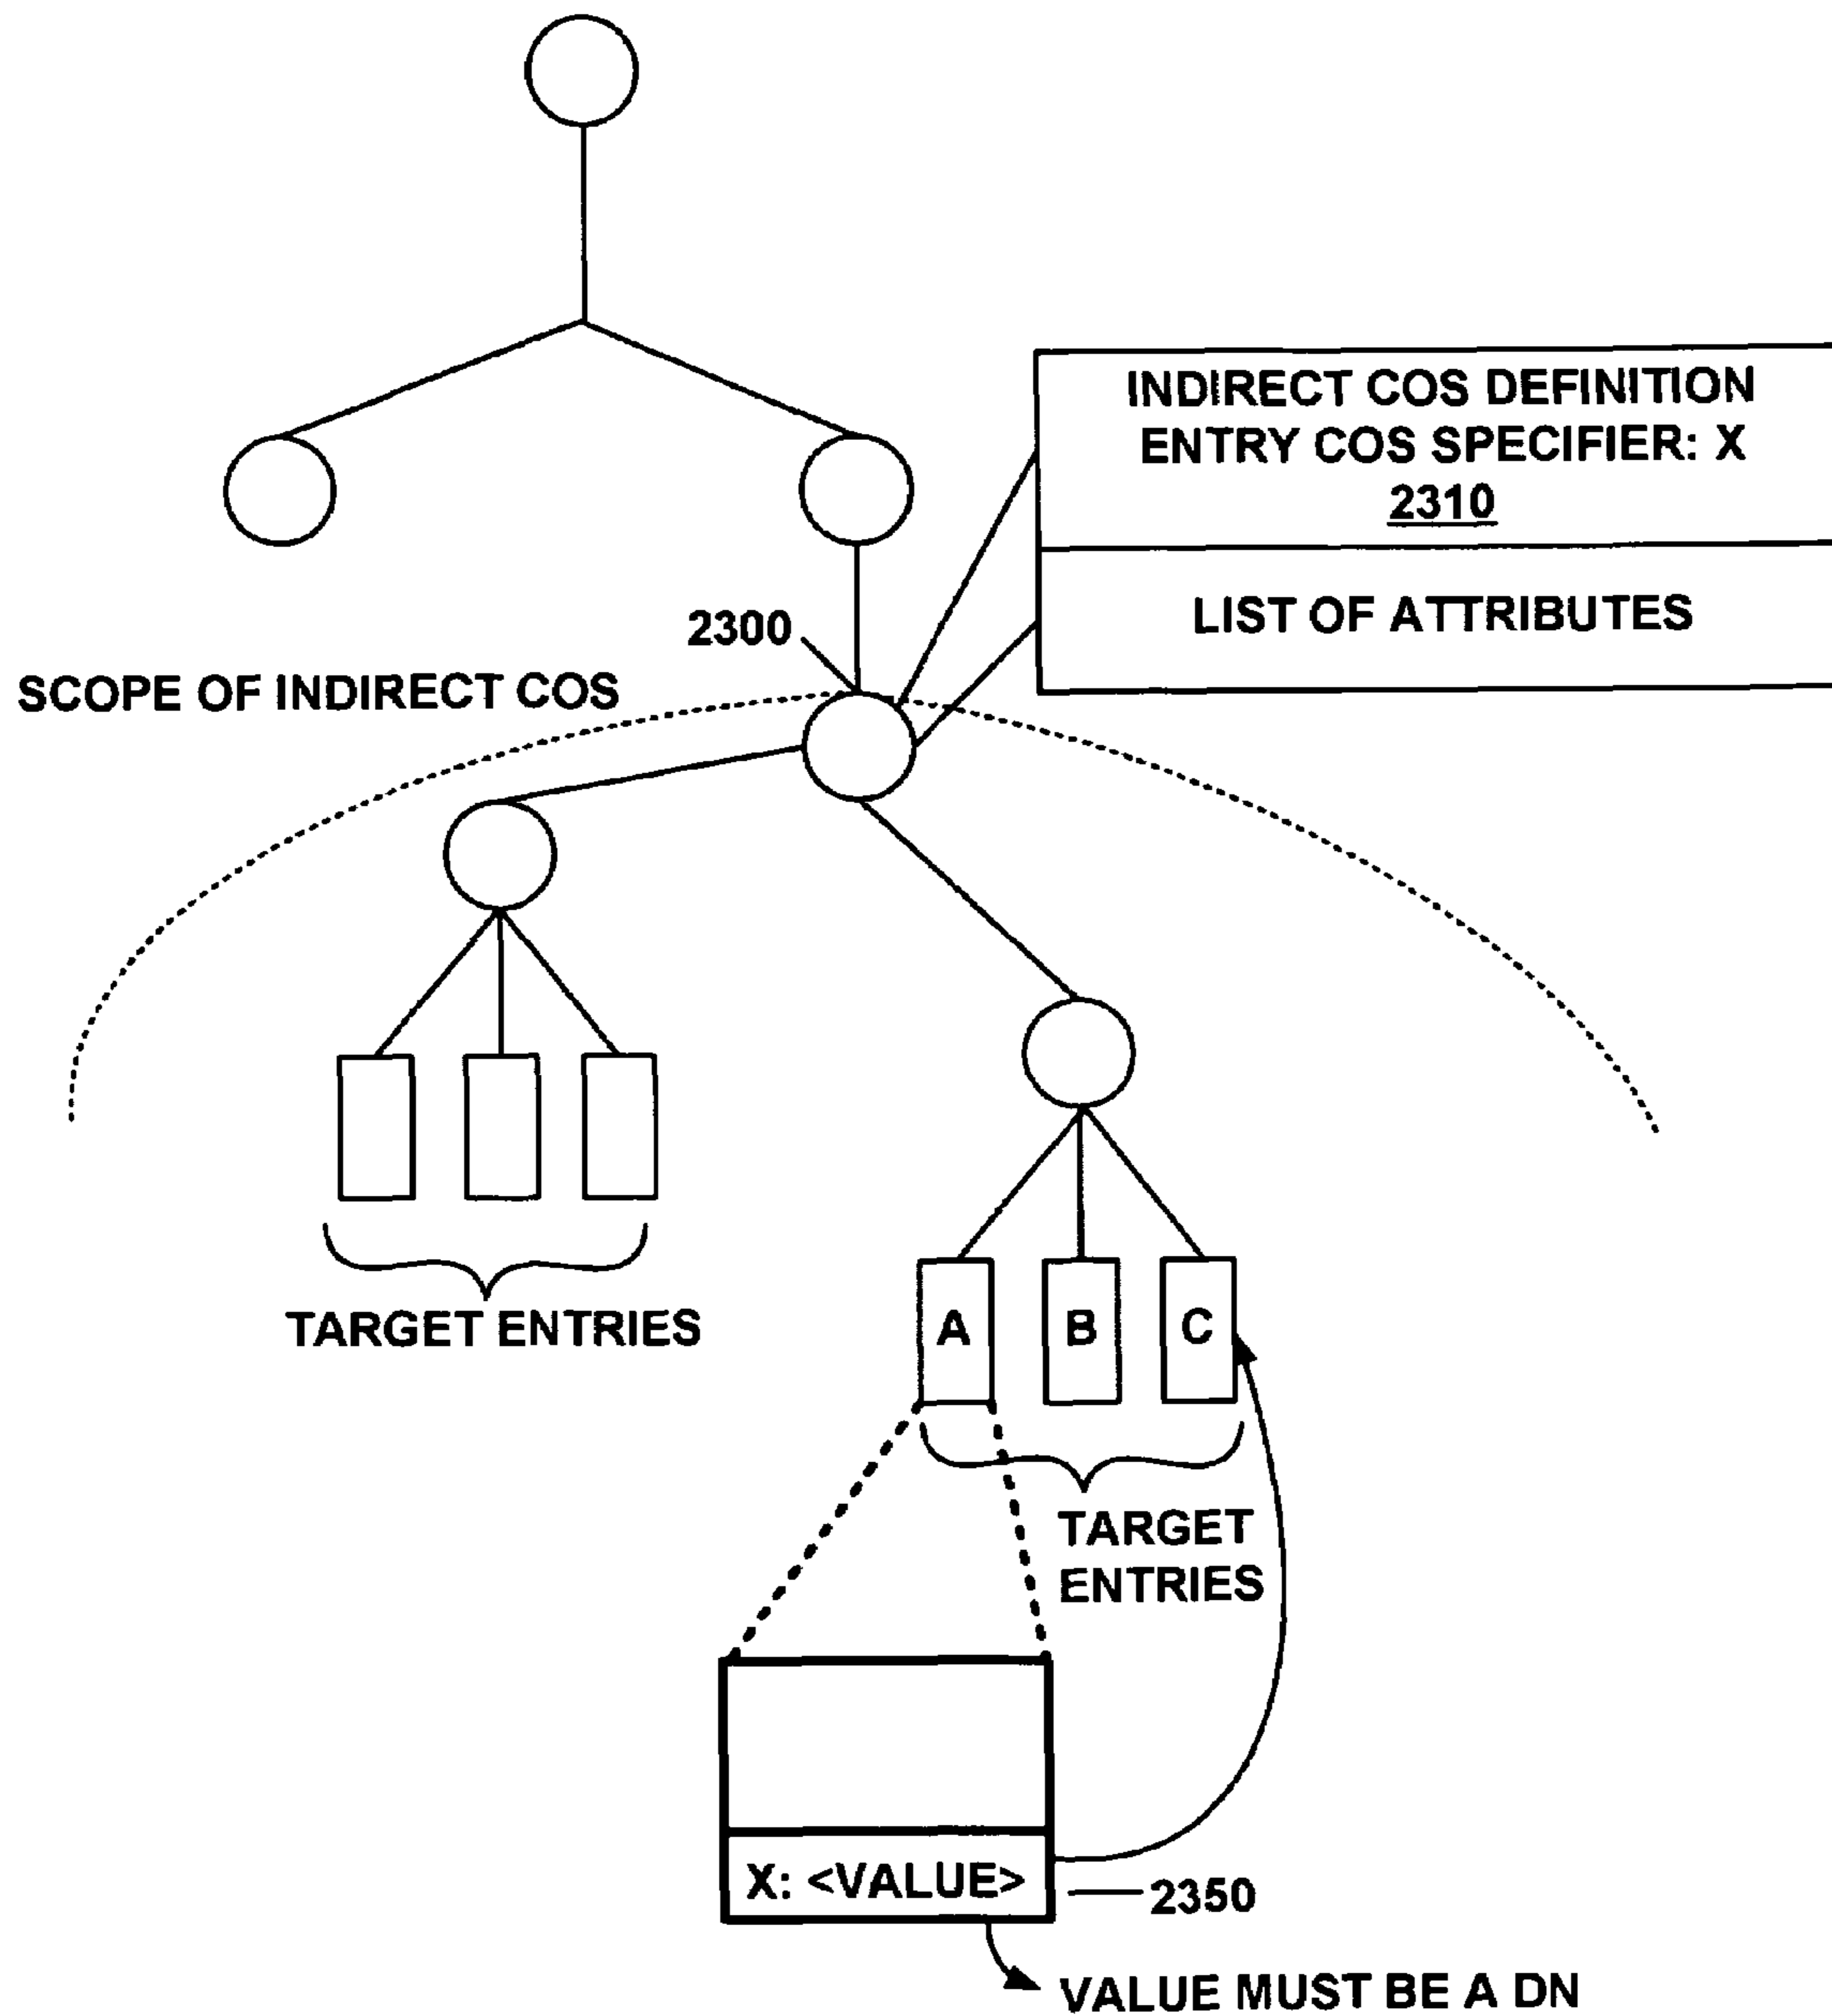 INDIRECT COS DEFINITION
ENTRY COS SPECIFIER: X
2310
LIST OF ATTRIBUTES
2300
SCOPE OF INDIRECT COS
TARGET ENTRIES
A
B
C
TARGET
ENTRIES
X: <VALUE>
2350
VALUE MUST BE A DN